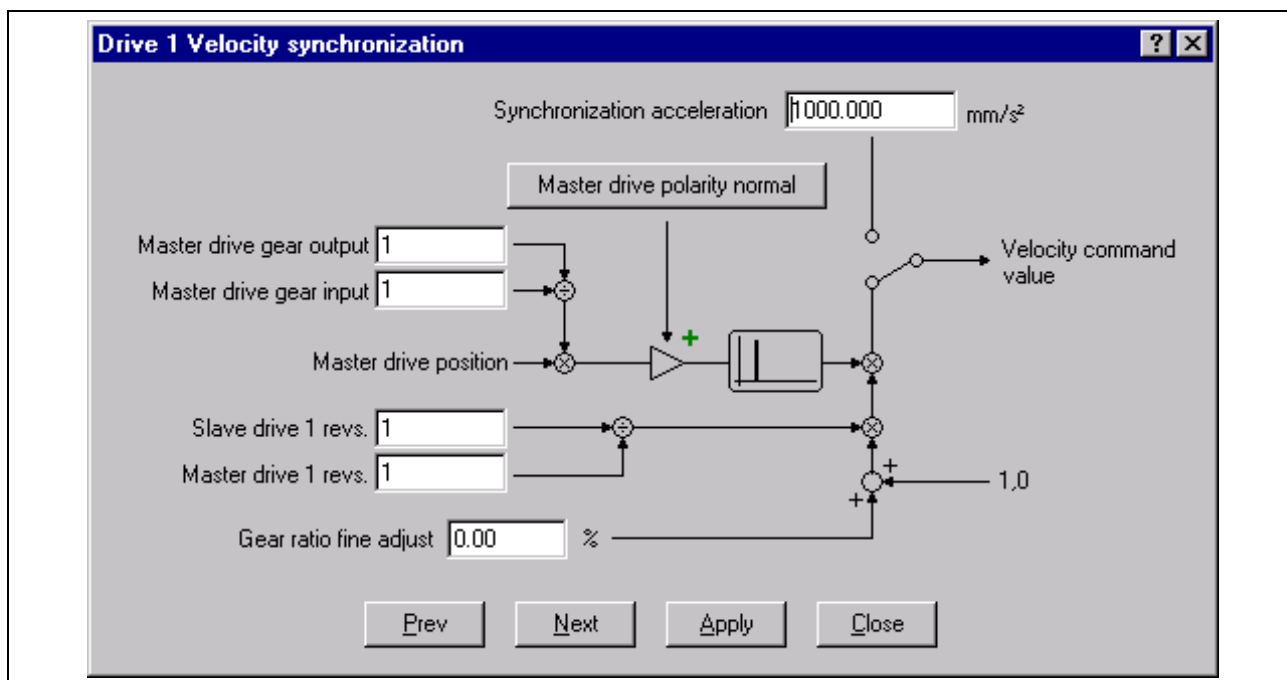 Drive 1 Velocity synchronization
Synchronization acceleration 1000.000 mm/s²
Master drive polarity normal
Master drive gear output 1
Master drive gear input 1
Velocity command
value
+
Master drive position
Slave drive 1 revs. 1
Master drive 1 revs. 1
+
1,0
+
Gear ratio fine adjust 0.00 %
Prev Next Apply Close